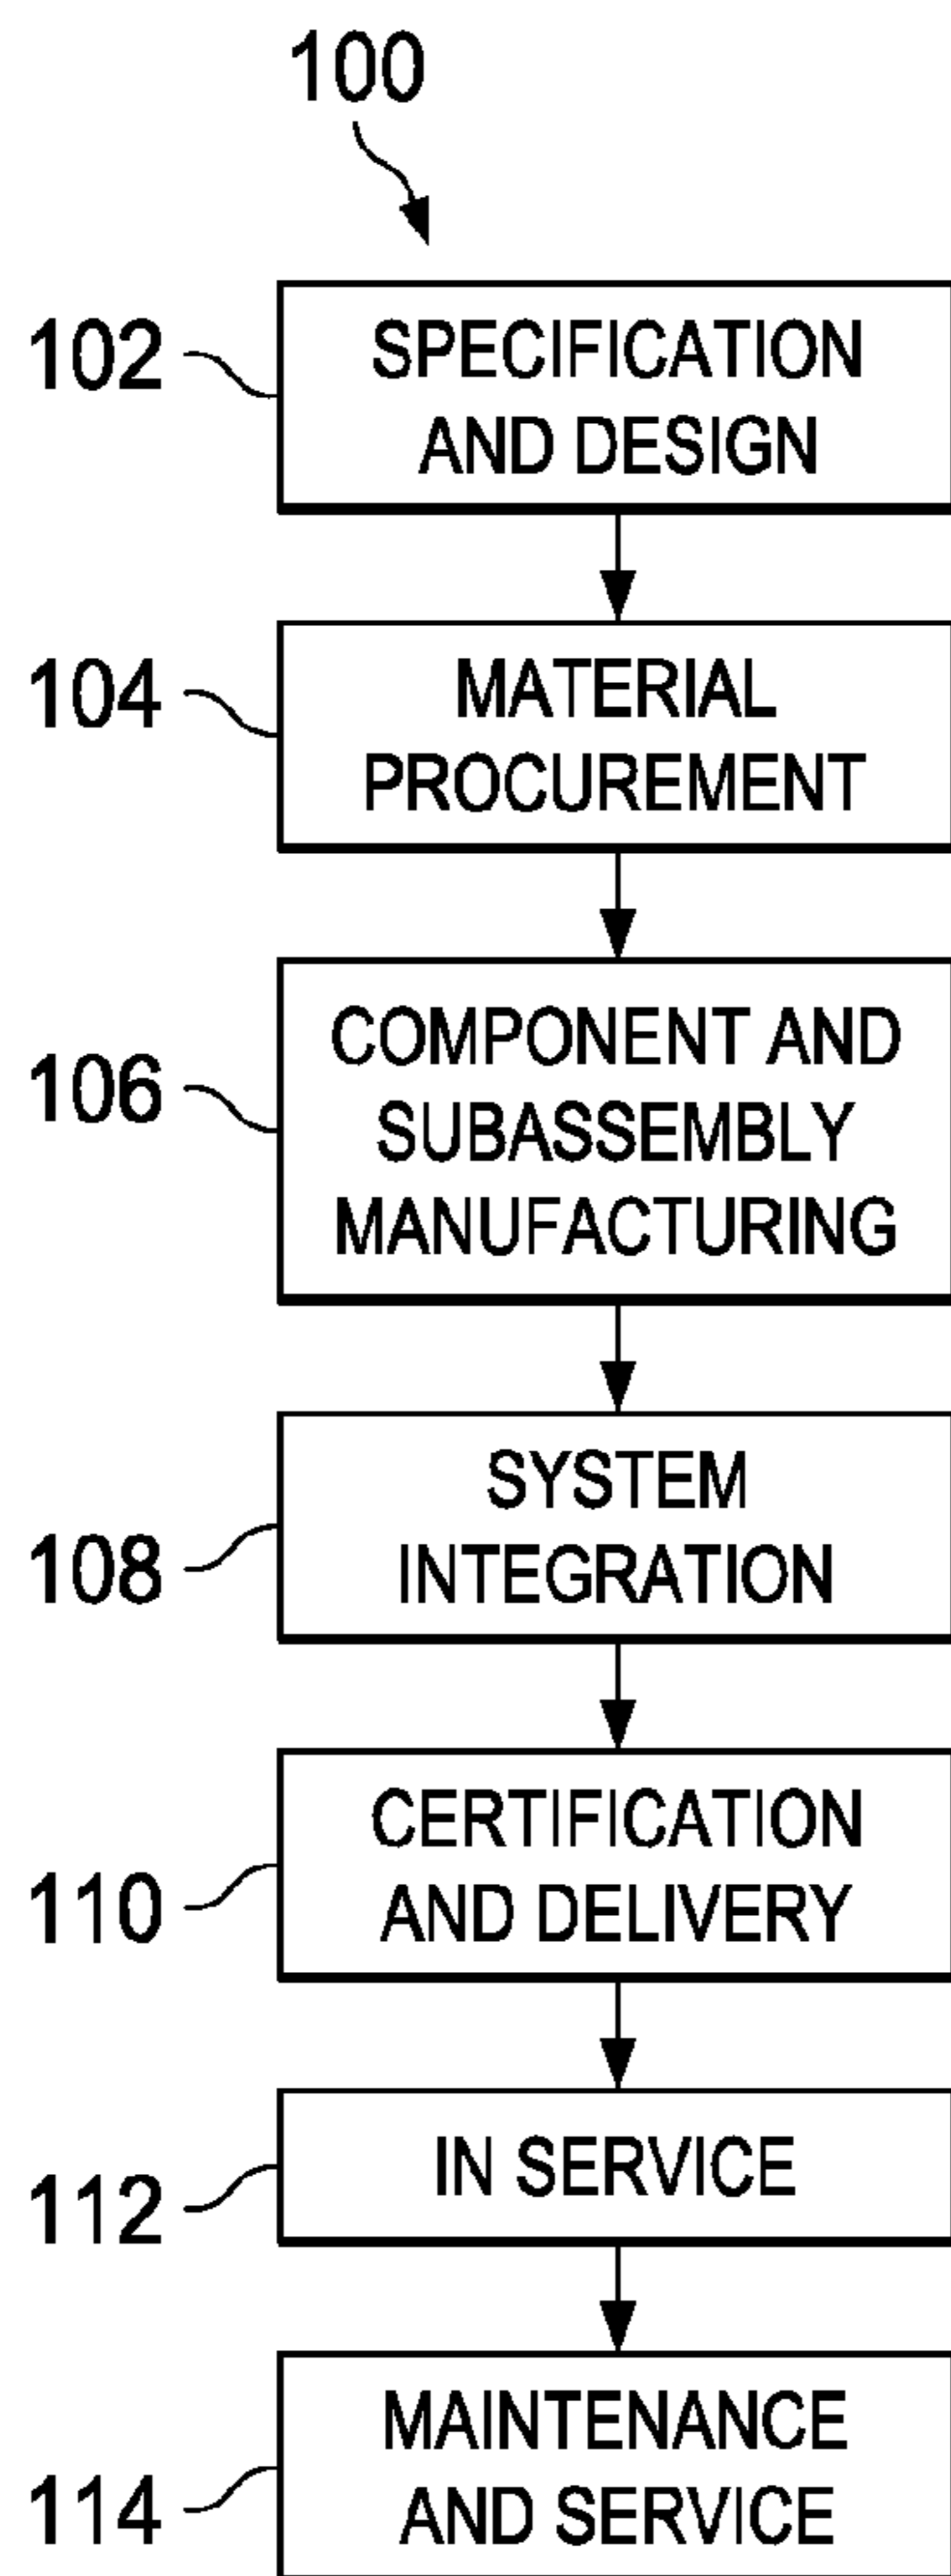 100
102
SPECIFICATION
AND DESIGN
104
MATERIAL
PROCUREMENT
106
COMPONENT AND
SUBASSEMBLY
MANUFACTURING
108
SYSTEM
INTEGRATION
110
CERTIFICATION
AND DELIVERY
112
IN SERVICE
114
MAINTENANCE
AND SERVICE